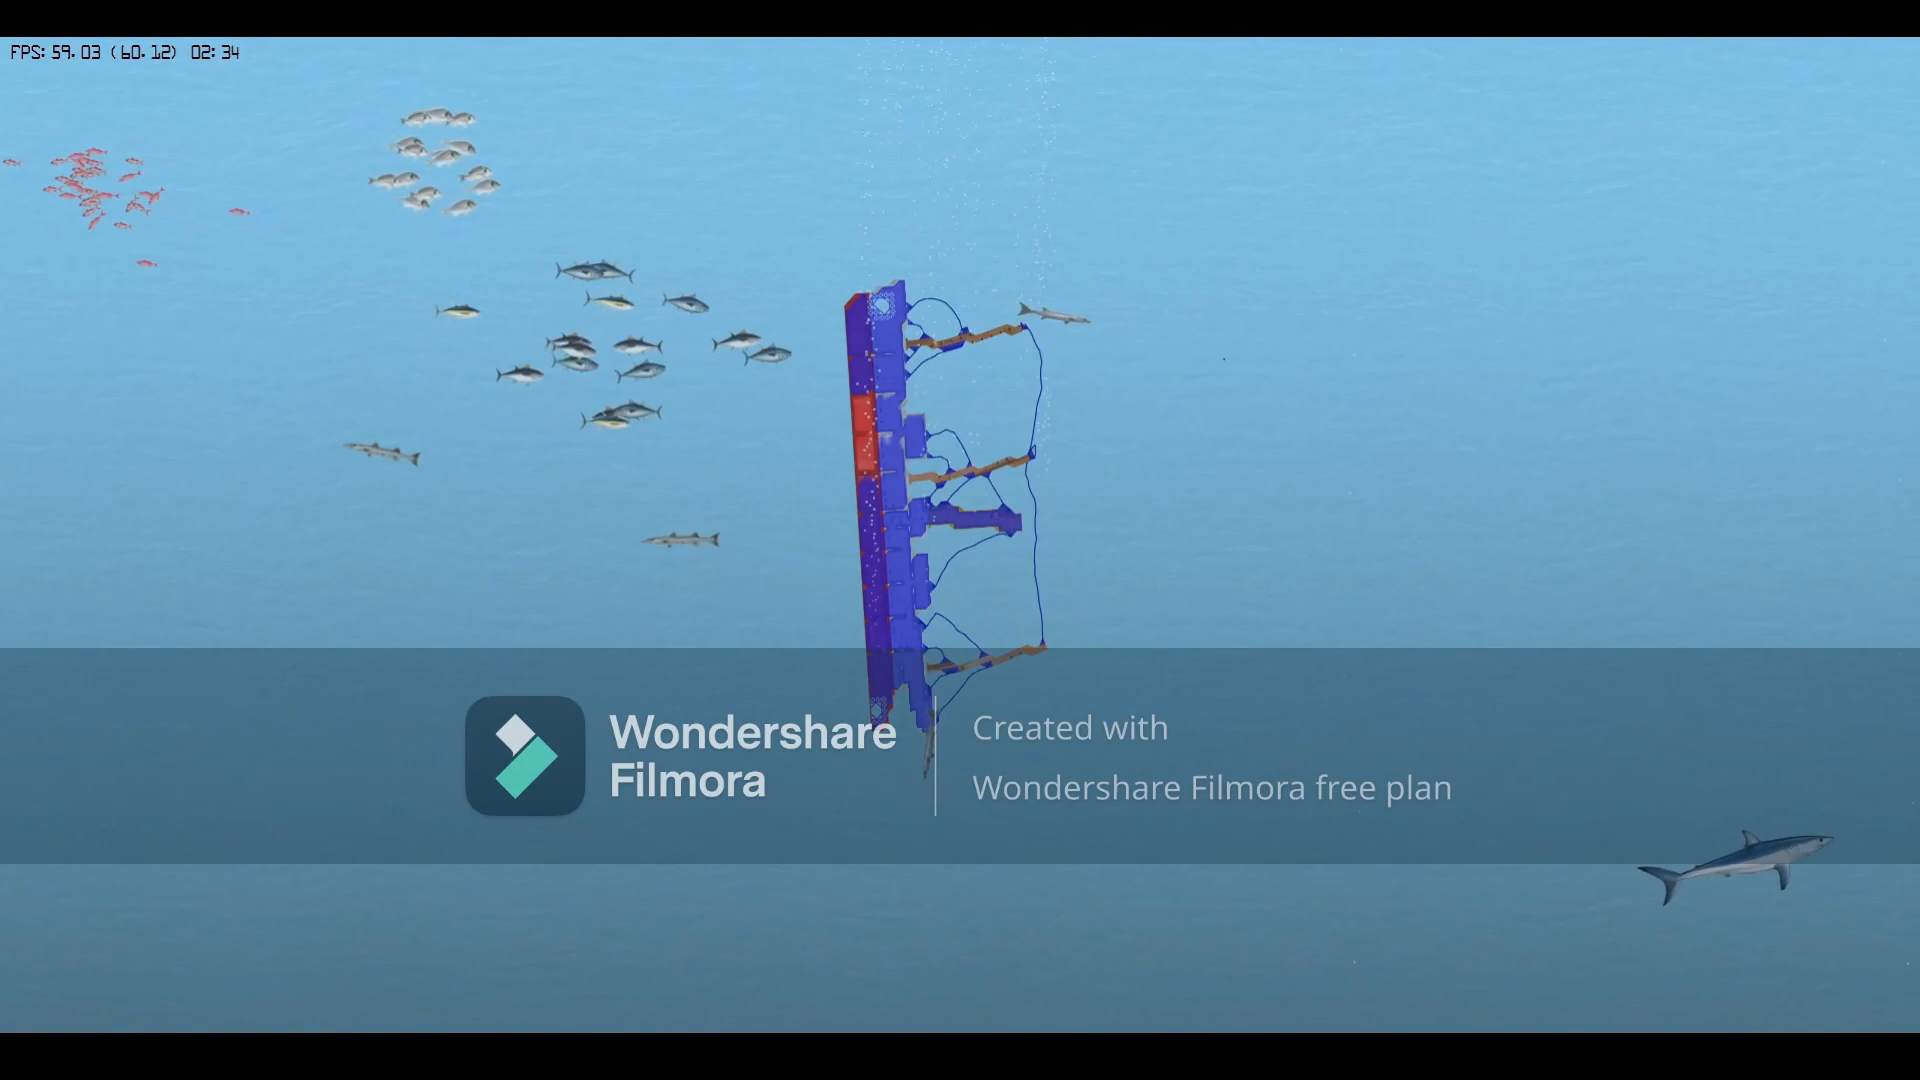 FPS: 59.03 (60.12) 02:34
Wondershare
Filmora
Created with
Wondershare Filmora free plan